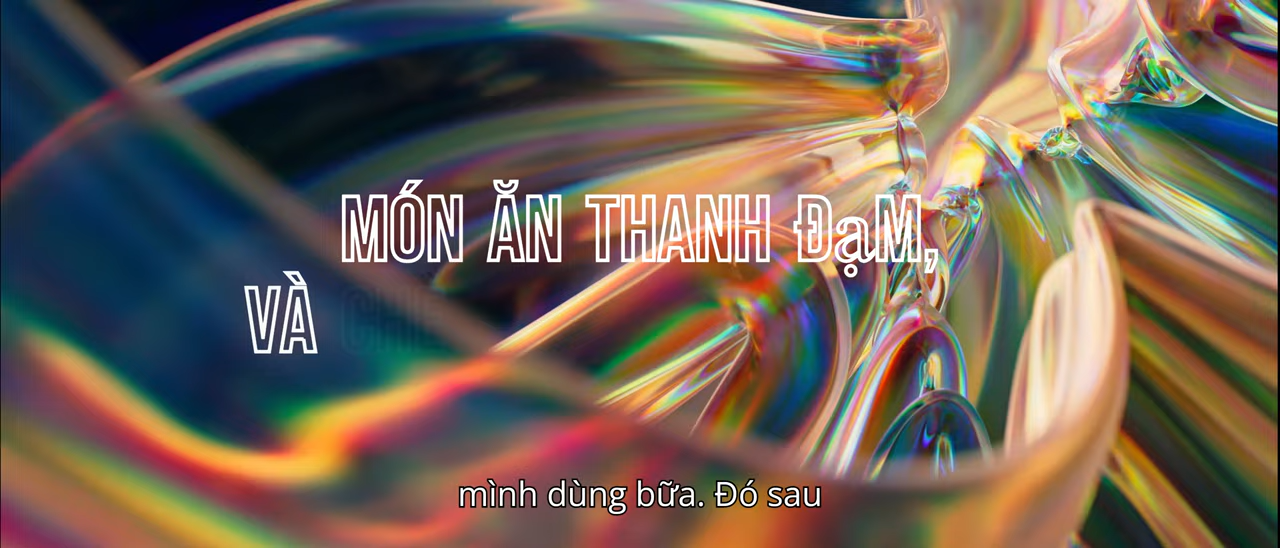 MÓN ĂN THANH ĐạM,
VÀ
mình dùng bữa. Đó sau